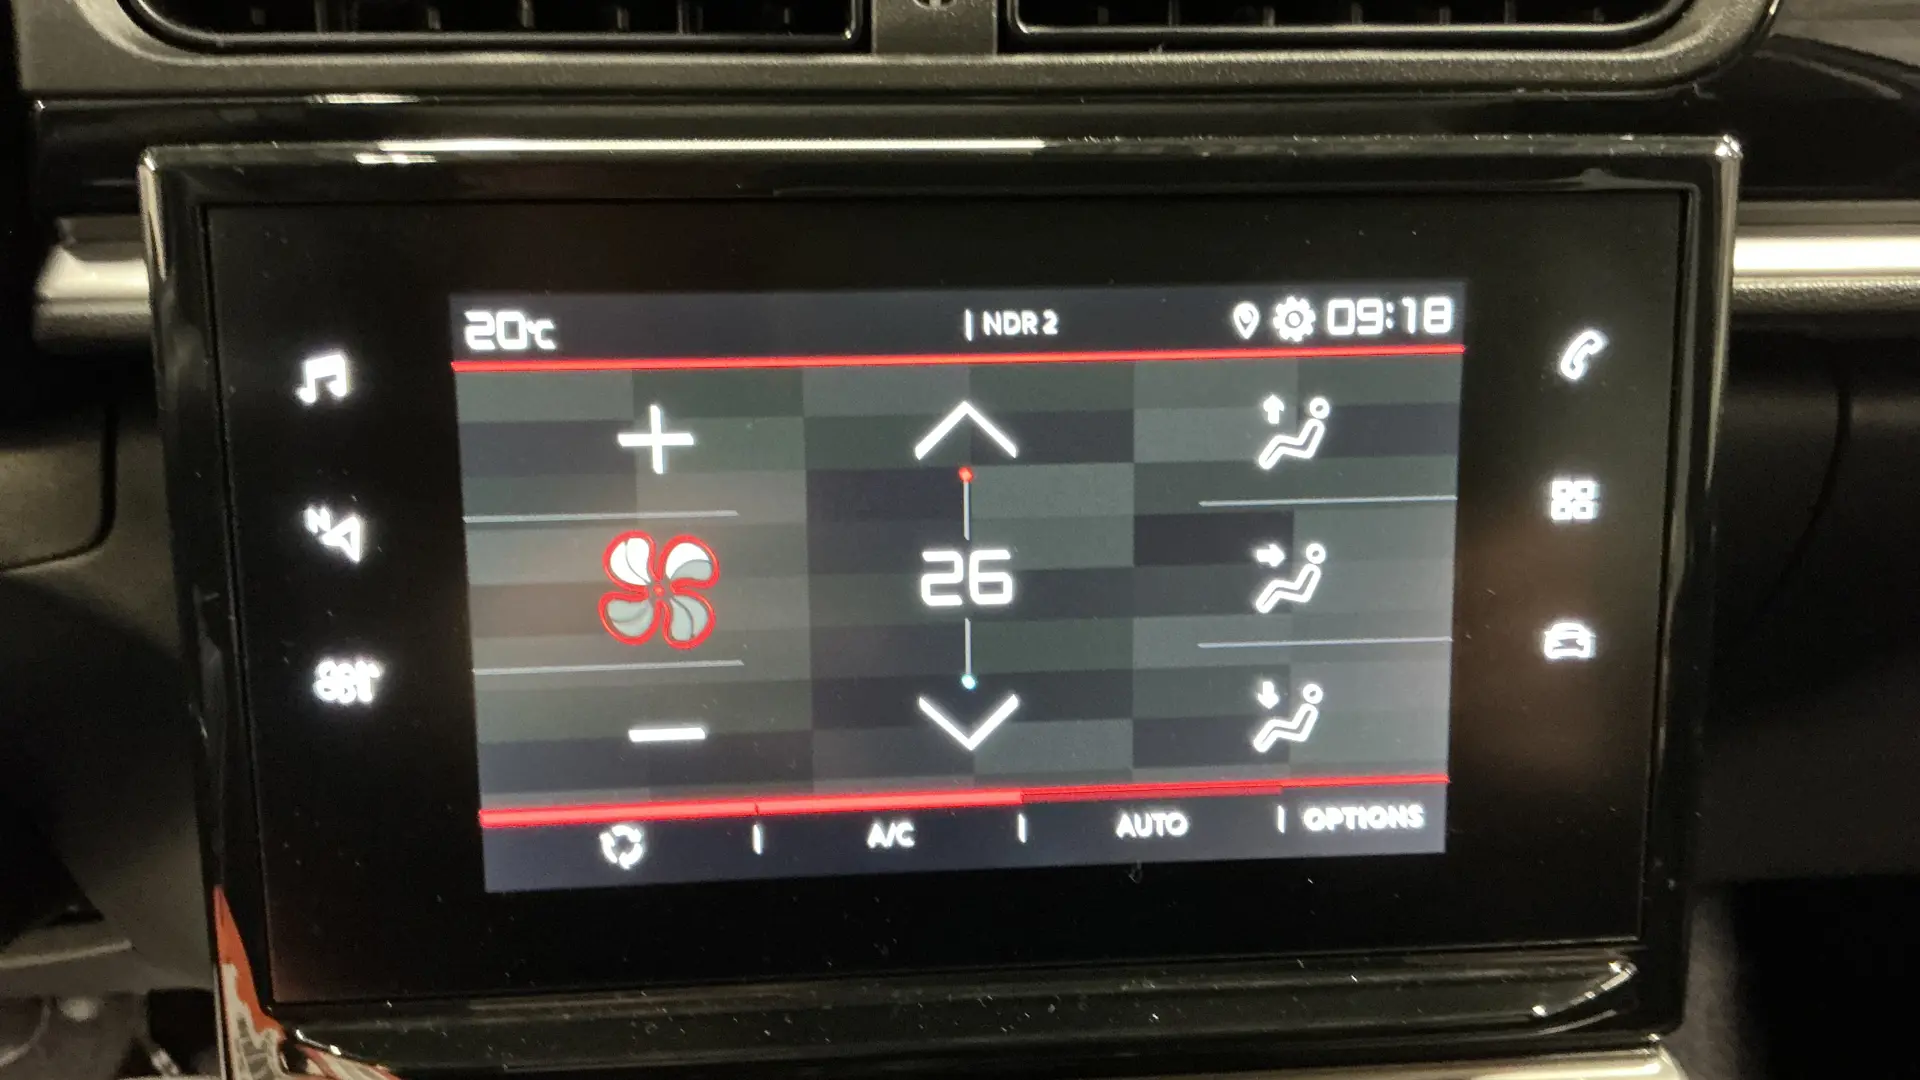 20°C
| NDR 2
09:18
N
26
A/C
AUTO
OPTIONS